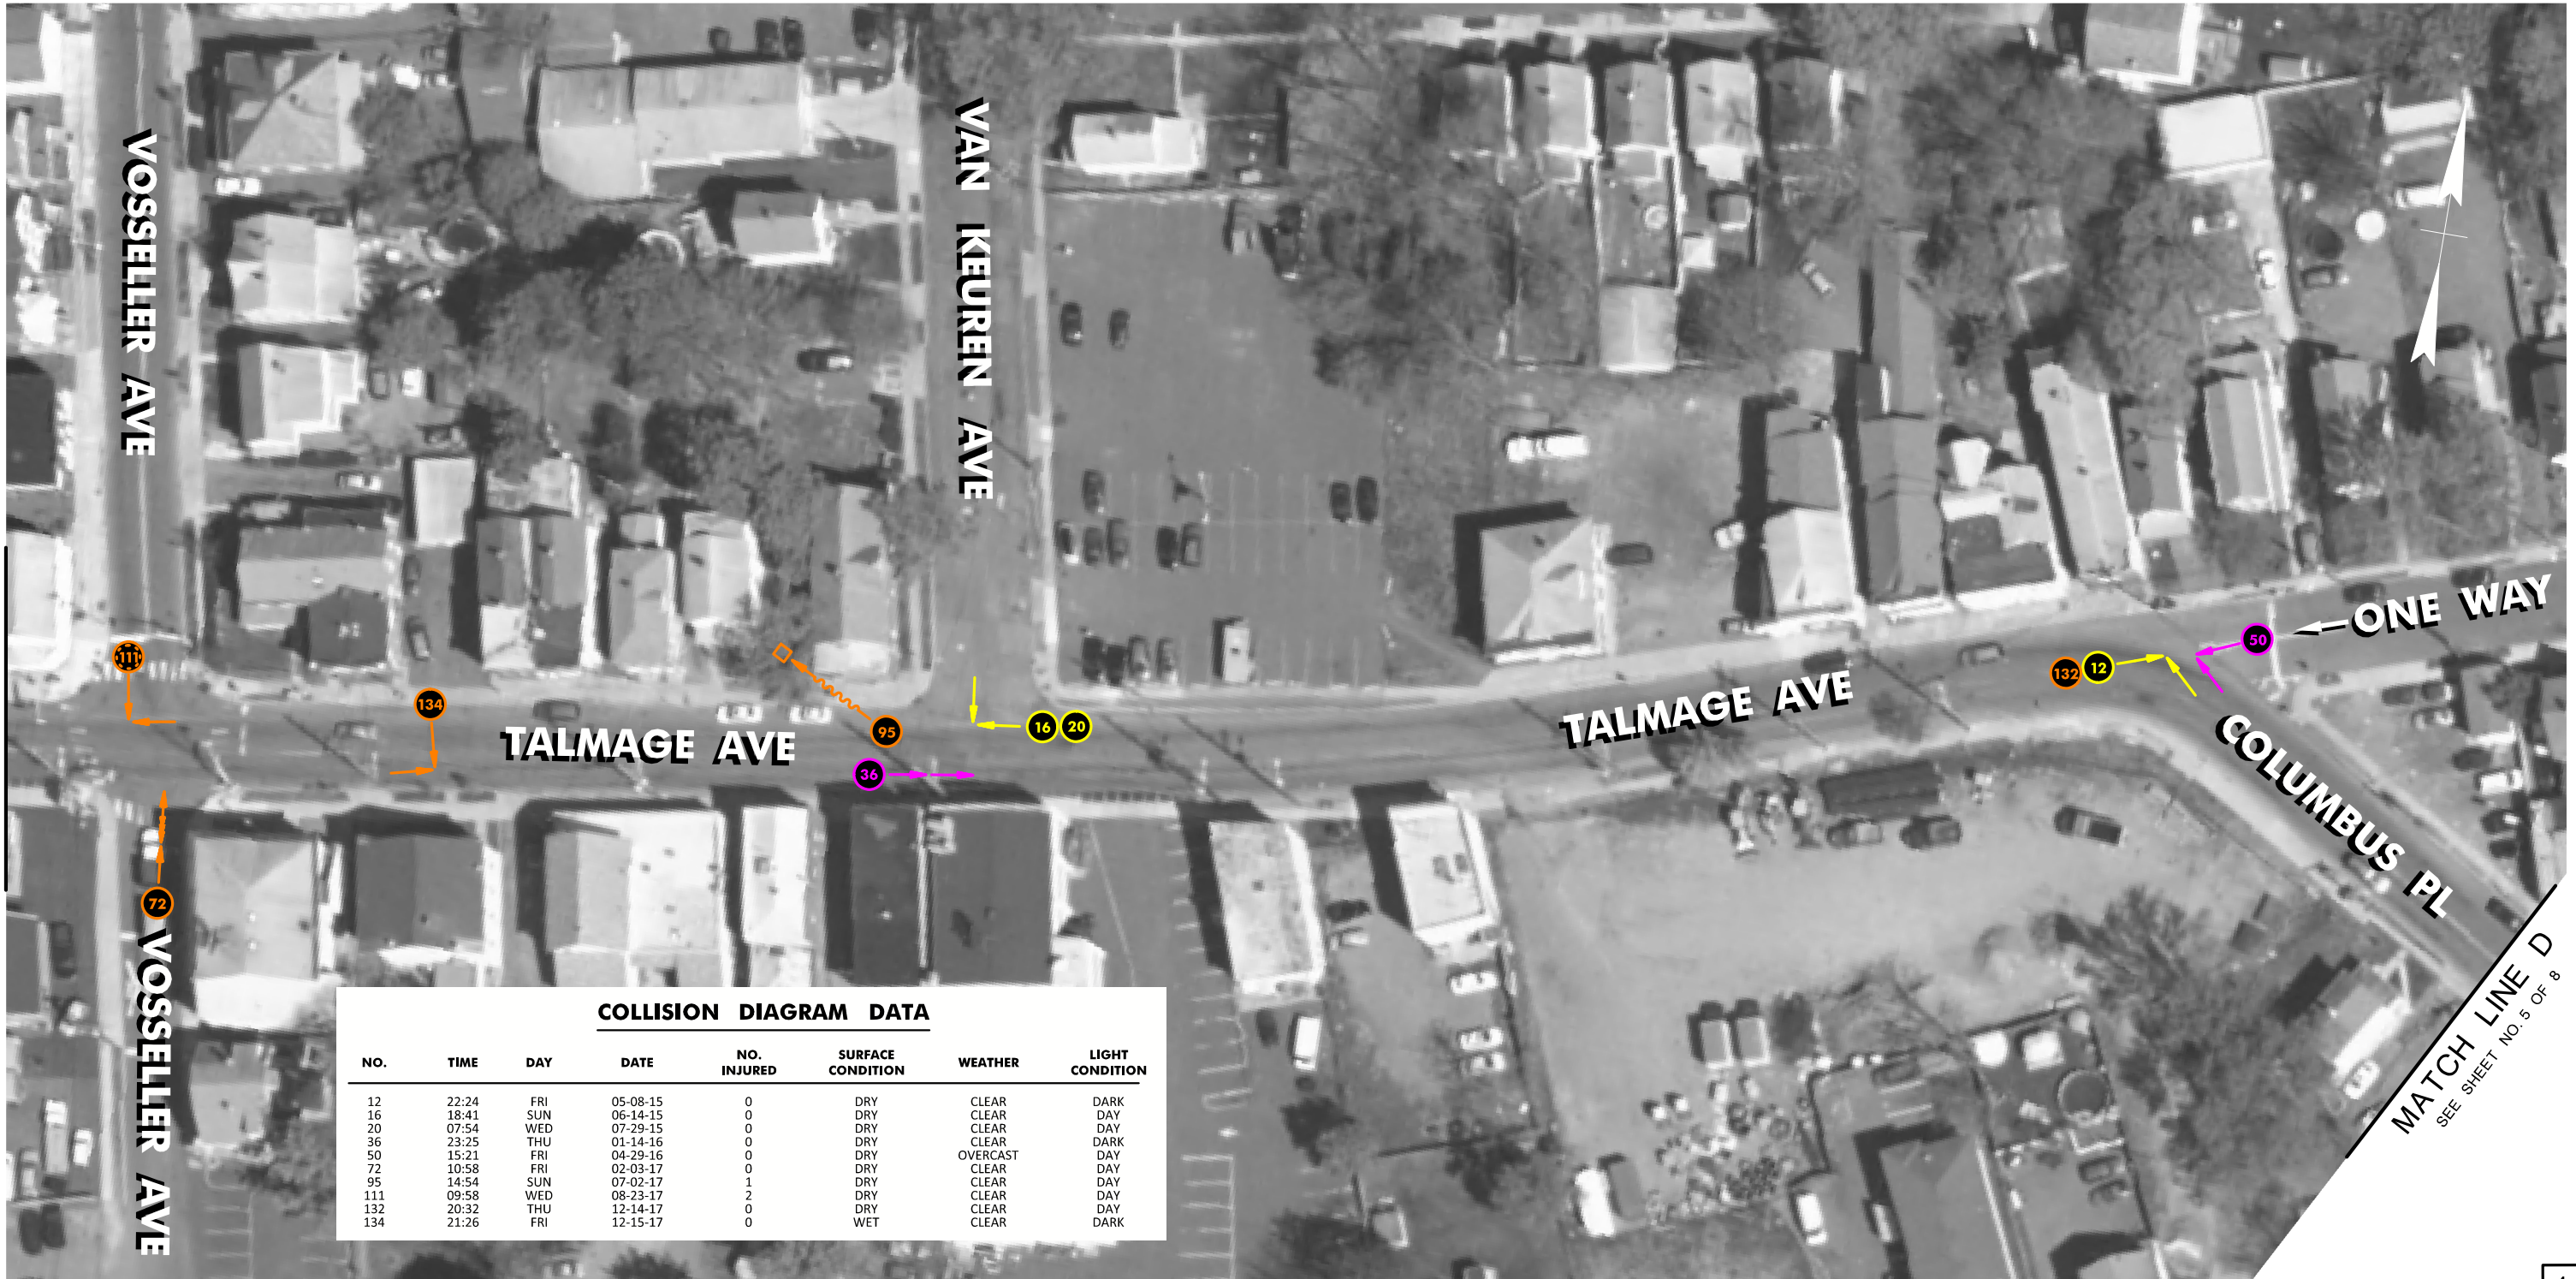 VOSSELLER AVE
VAN KEUREN AVE
111
134
95
16 20
36
72
TALMAGE AVE
TALMAGE AVE
132 12
50
ONE WAY
COLUMBUS PL
VOSSELLER AVE
MATCH LINE D
SEE SHEET NO. 5 OF 8
COLLISION DIAGRAM DATA
NO. TIME DAY DATE NO. INJURED SURFACE CONDITION WEATHER LIGHT CONDITION
12 22:24 FRI 05-08-15 0 DRY CLEAR DARK
16 18:41 SUN 06-14-15 0 DRY CLEAR DAY
20 07:54 WED 07-29-15 0 DRY CLEAR DAY
36 23:25 THU 01-14-16 0 DRY CLEAR DARK
50 15:21 FRI 04-29-16 0 DRY OVERCAST DAY
72 10:58 FRI 02-03-17 0 DRY CLEAR DAY
95 14:54 SUN 07-02-17 1 DRY CLEAR DAY
111 09:58 WED 08-23-17 2 DRY CLEAR DAY
132 20:32 THU 12-14-17 0 DRY CLEAR DAY
134 21:26 FRI 12-15-17 0 WET CLEAR DARK